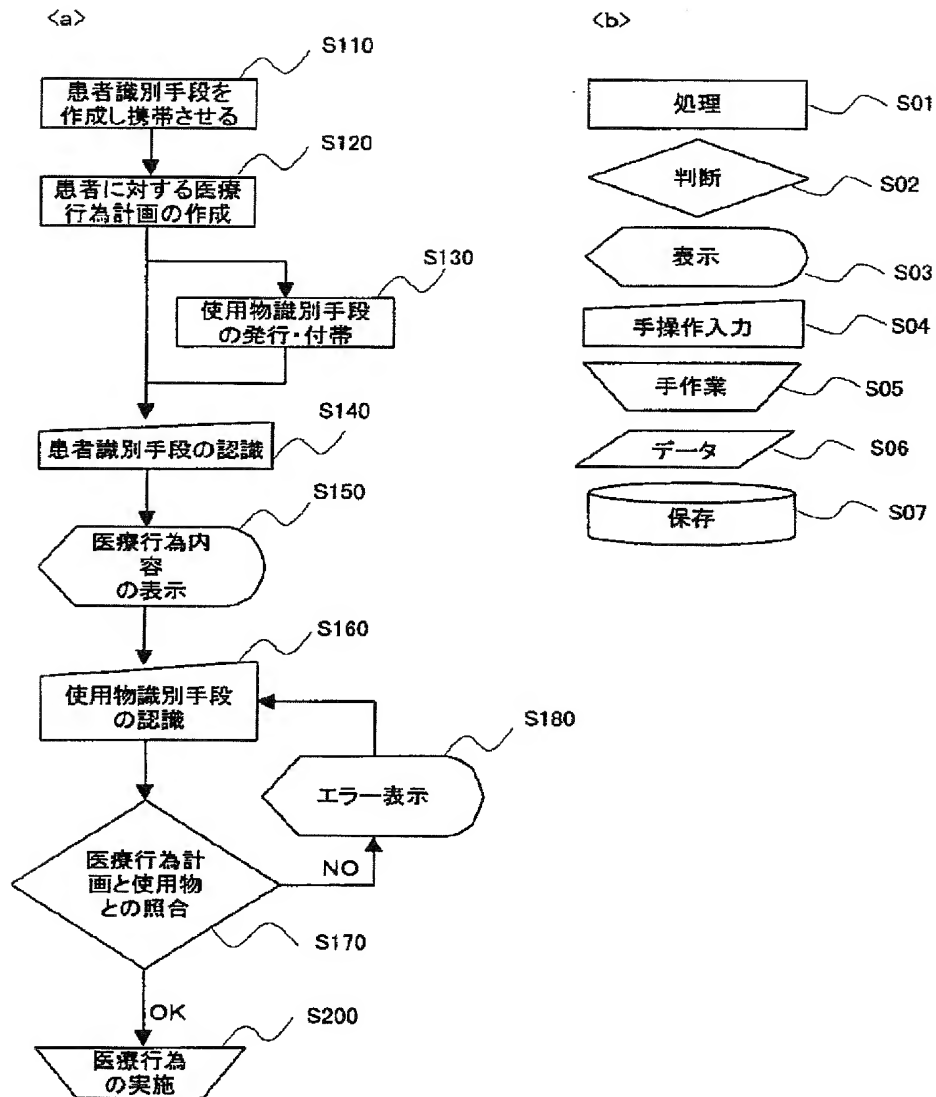 <a>
S110
患者識別手段を
作成し携帯させる
S120
患者に対する医療
行為計画の作成
S130
使用物識別手段
の発行・付帯
S140
患者識別手段の認識
S150
医療行為内
容
の表示
S160
使用物識別手段
の認識
S180
エラー表示
医療行為計
画と使用物
との照合
NO
S170
OK
S200
医療行為
の実施
<b>
処理
S01
判断
S02
表示
S03
手操作入力
S04
手作業
S05
データ
S06
保存
S07